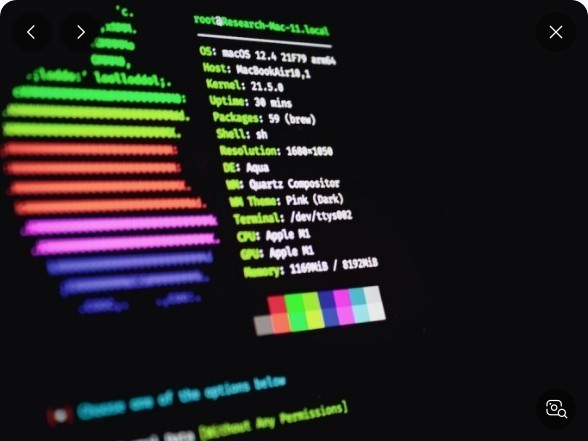 root@Research-Mac-11.local
OS: macOS 12.4 21F79 arm64
Host: MacBookAir10,1
Kernel: 21.5.0
Uptime: 30 mins
Packages: 59 (brew)
Shell: sh
Resolution: 1680x1050
DE: Aqua
WM: Quartz Compositor
WM Theme: Pink (Dark)
Terminal: /dev/ttys002
CPU: Apple M1
GPU: Apple M1
Memory: 1169MiB / 8192MiB
Choose one of the options below
[Without Any Permissions]